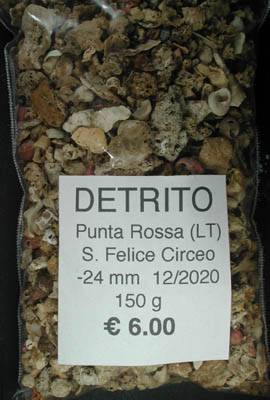 DETRITO
Punta Rossa (LT)
S. Felice Circeo
-24 mm 12/2020
150 g
€ 6.00